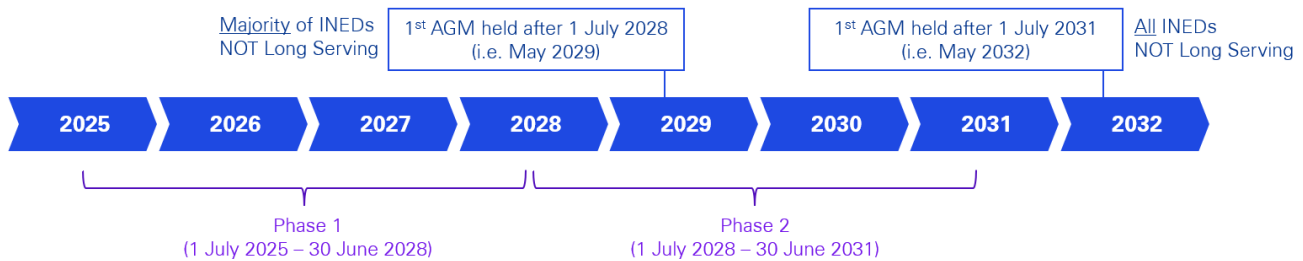 Majority of INEDs
NOT Long Serving
1st AGM held after 1 July 2028
(i.e. May 2029)
1st AGM held after 1 July 2031
(i.e. May 2032)
All INEDs
NOT Long Serving
2025
2026
2027
2028
2029
2030
2031
2032
Phase 1
(1 July 2025 – 30 June 2028)
Phase 2
(1 July 2028 – 30 June 2031)